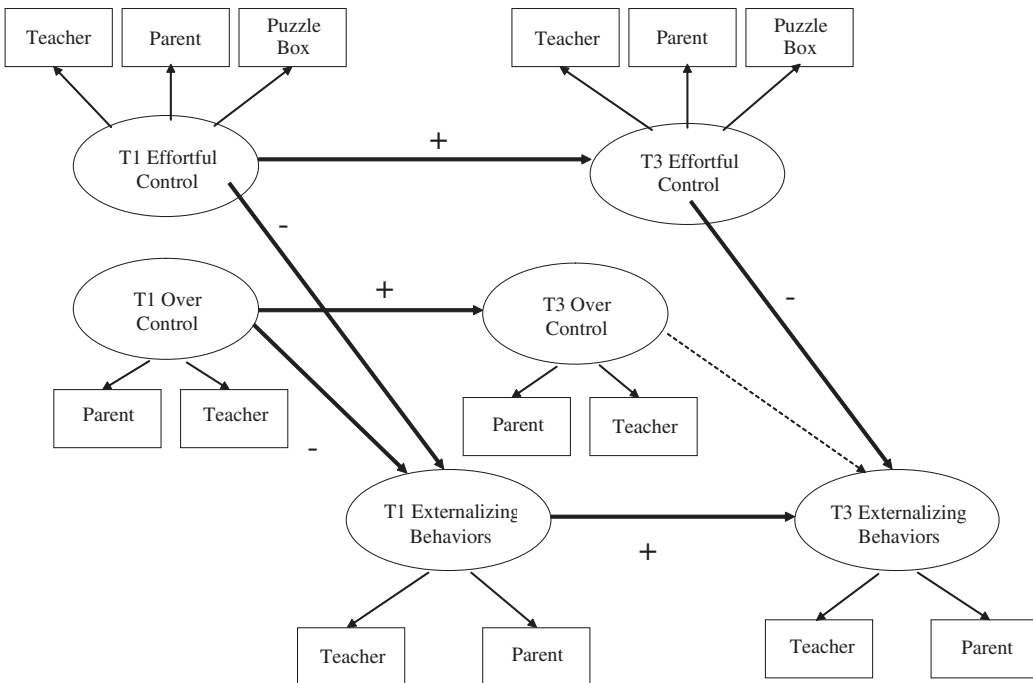 Teacher
Parent
Puzzle
Box
Teacher
Parent
Puzzle
Box
T1 Effortful
Control
+
T3 Effortful
Control
-
T1 Over
Control
+
T3 Over
Control
-
Parent
Teacher
Parent
Teacher
-
T1 Externalizing
Behaviors
+
T3 Externalizing
Behaviors
Teacher
Parent
Teacher
Parent